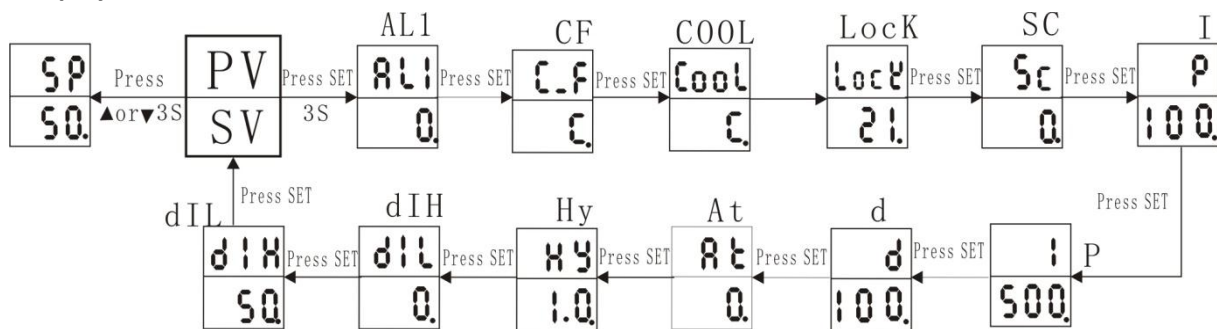 AL1 CF COOL LocK SC I
SP Press PV Press SET AL1 Press SET C_F Press SET CooL LocK Press SET Sc Press SET P
50. ▲or▼3S SV 3S 0. C. C. 21. 0. 100.
Press SET Press SET
dIL dIH Hy At d P
dIH Press SET dIL Press SET HY Press SET At Press SET d Press SET I
50. 0. 1.0. 0. 100. 500.